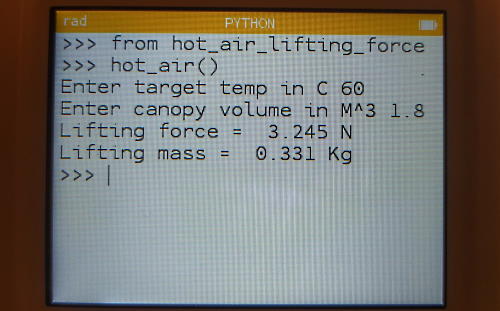 rad PYTHON
>>> from hot_air_lifting_force
>>> hot_air()
Enter target temp in C 60
Enter canopy volume in M^3 1.8
Lifting force =  3.245 N
Lifting mass =  0.331 Kg
>>>